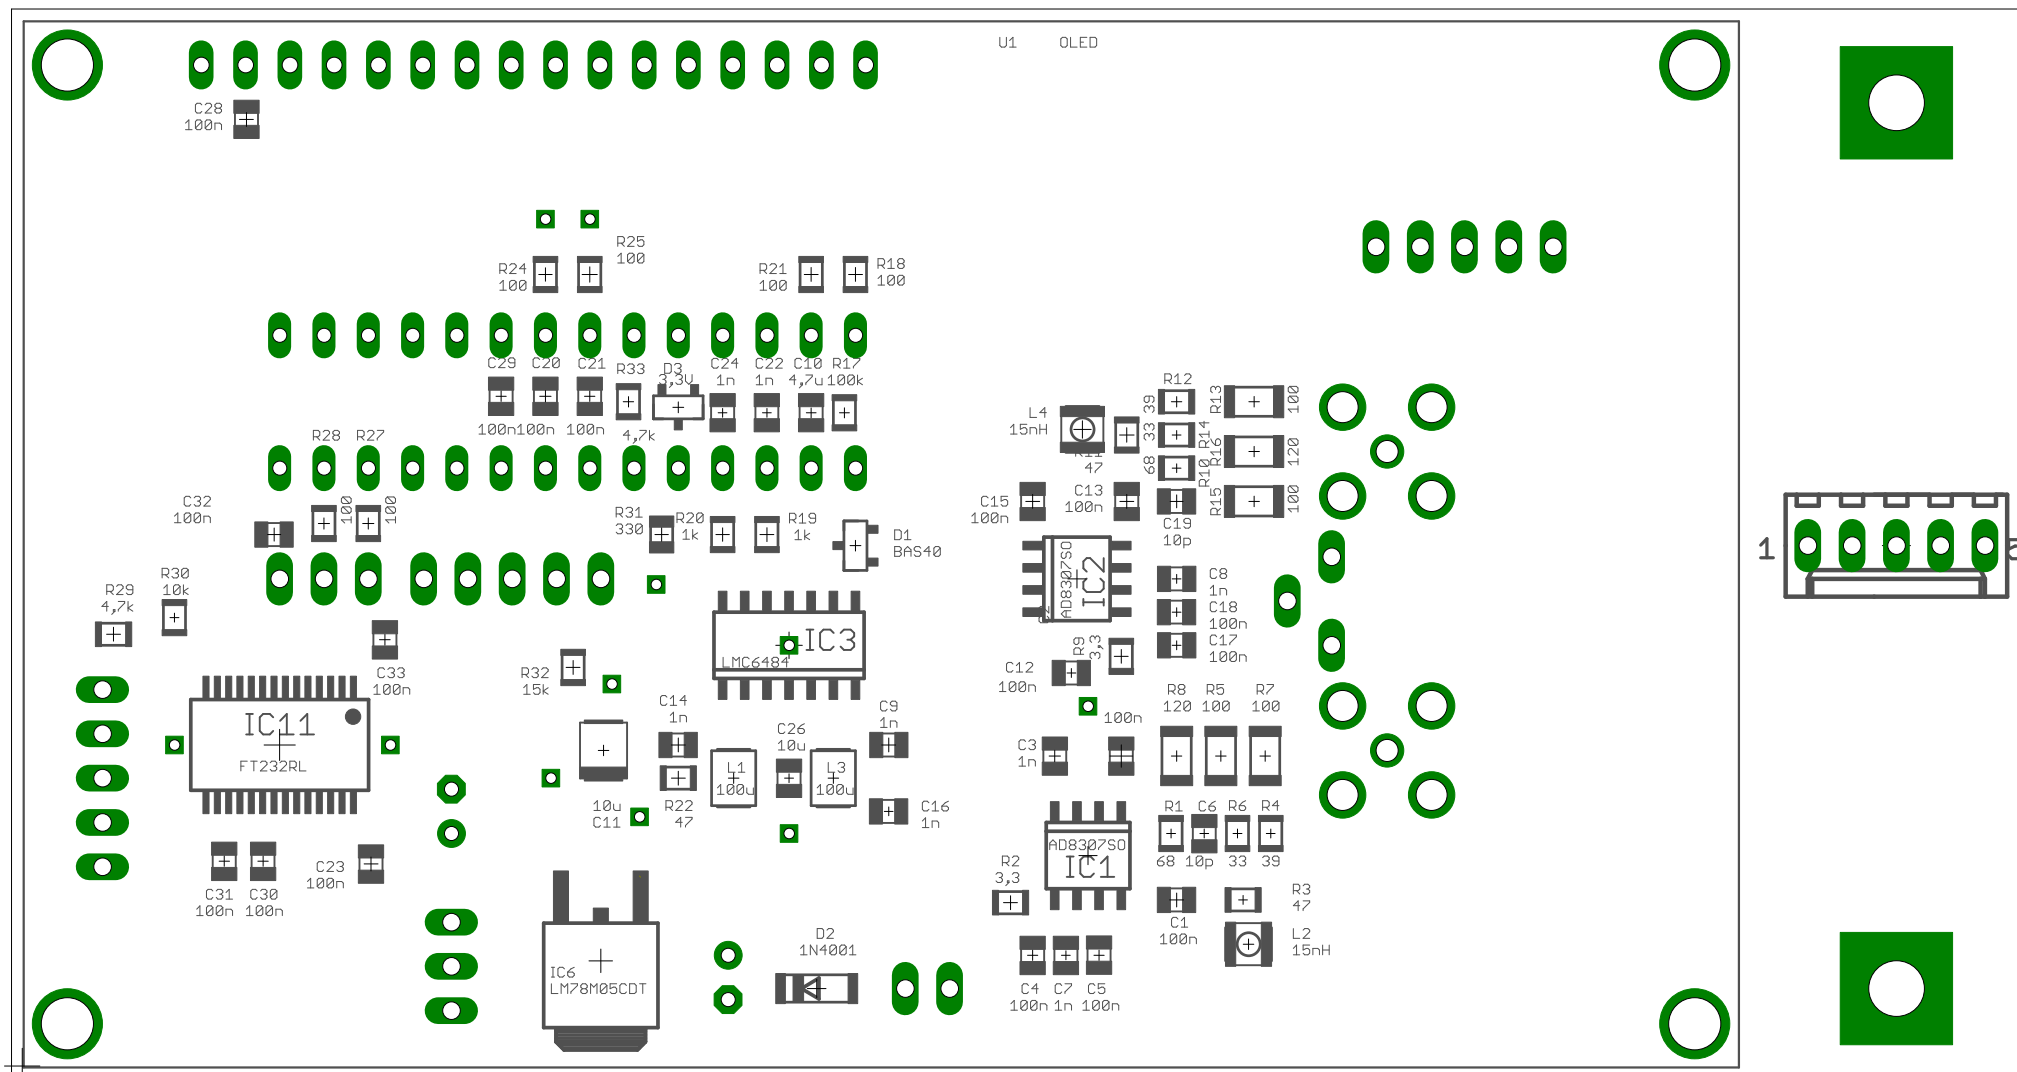 U1 OLED
C28
100n
R25
100
R24
100
R21
100
R18
100
C29
C20
C21
R33
D3
3,3V
C24
1n
C22
1n
C10
4,7u
R17
100k
100n
100n
100n
4,7k
R28
R27
100
100
C32
100n
R31
330
R20
1k
R19
1k
D1
BAS40
R29
4,7k
R30
10k
C33
100n
IC3
LMC6484
R32
15k
IC11
FT232RL
C14
1n
C9
1n
C26
10u
L1
100u
L3
100u
10u
C11
R22
47
C16
1n
C31
100n
C30
100n
C23
100n
IC6
LM78M05CDT
D2
1N4001
L4
15nH
R11
47
R12
39
R14
33
R10
68
R13
100
R16
120
R15
100
C15
100n
C13
100n
C19
10p
IC2
AD8307SO
C8
1n
C18
100n
C17
100n
R9
3,3
C12
100n
100n
C3
1n
R8
120
R5
100
R7
100
R1
68
C6
10p
R6
33
R4
39
AD8307SO
IC1
R2
3,3
C1
100n
R3
47
L2
15nH
C4
100n
C7
1n
C5
100n
1